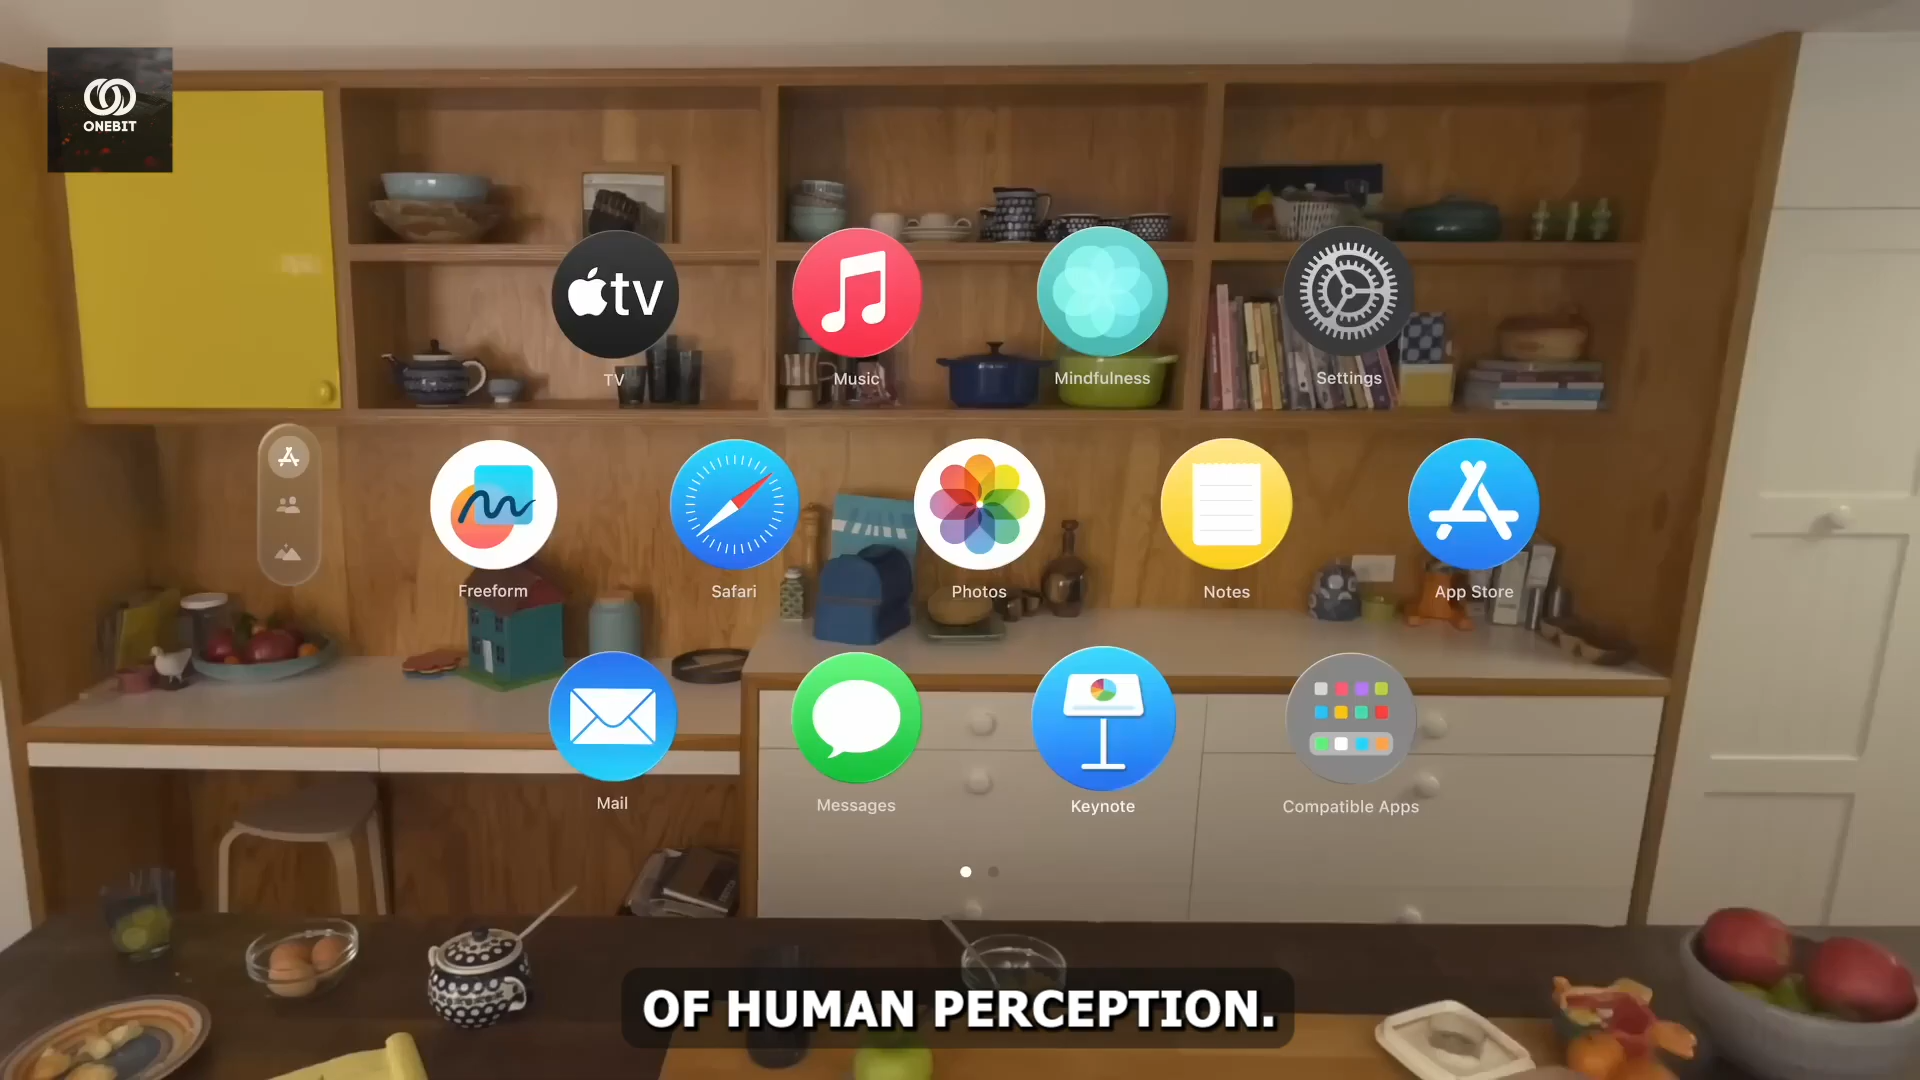 ONEBIT
tv
TV
Music
Mindfulness
Settings
Freeform
Safari
Photos
Notes
App Store
Mail
Messages
Keynote
Compatible Apps
OF HUMAN PERCEPTION.